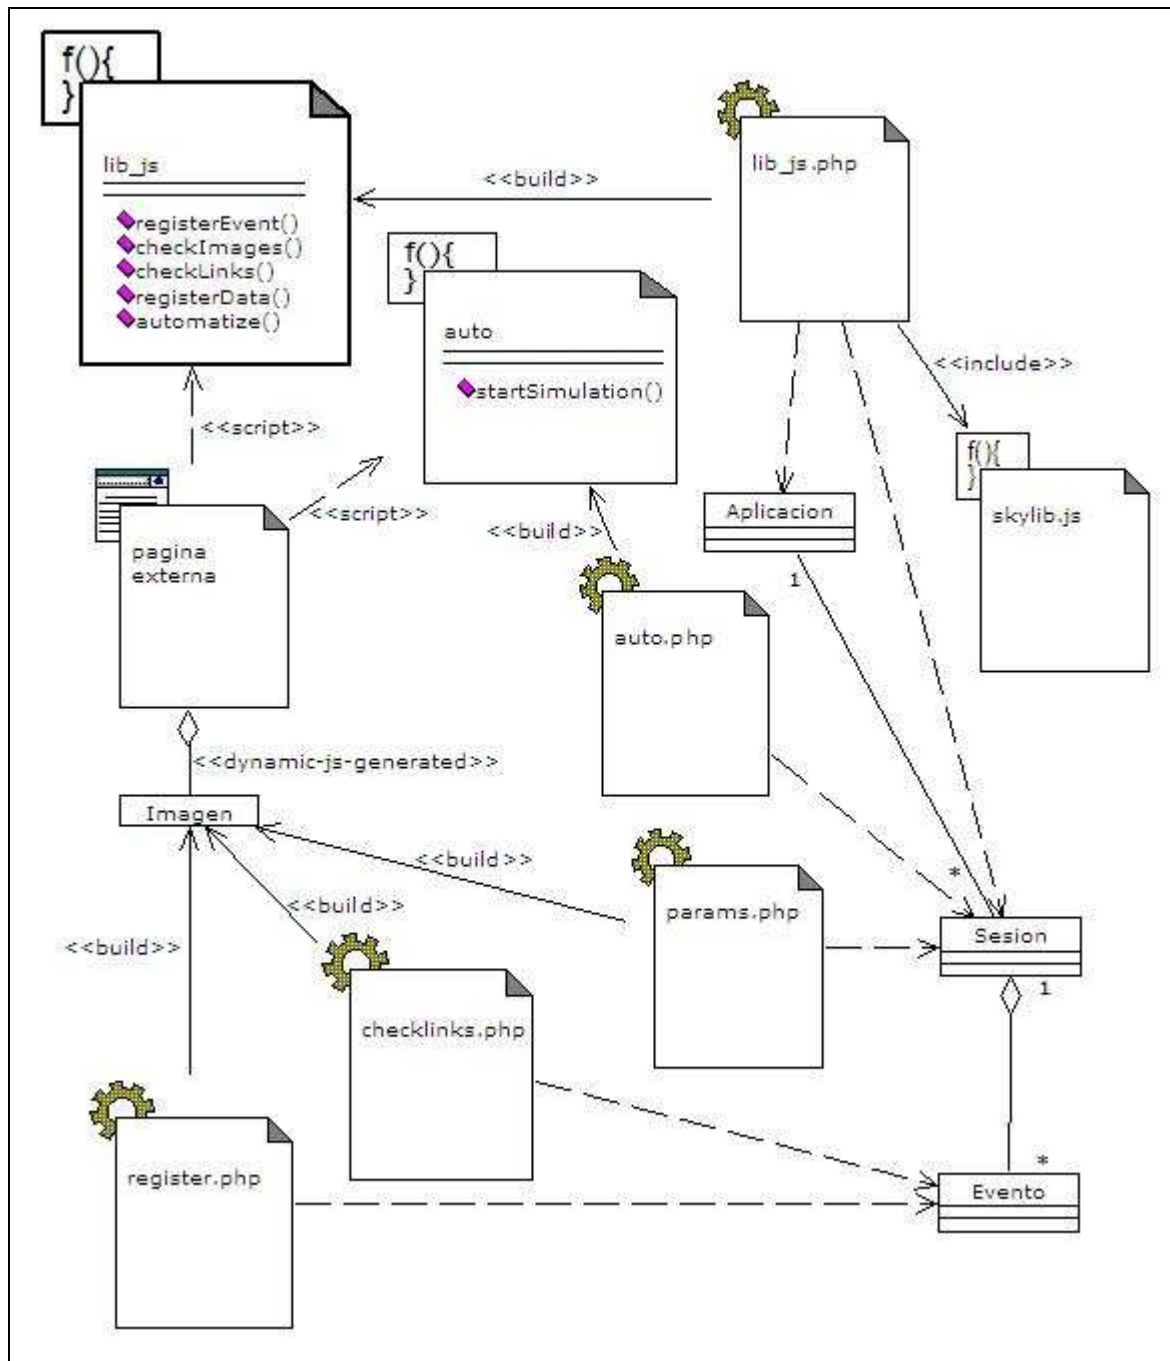 f(){
}
lib_js
registerEvent()
checkImages()
checkLinks()
registerData()
automatize()
<<build>>
lib_js.php
f(){
}
auto
startSimulation()
<<include>>
<<script>>
f(){
}
skylib.js
<<script>>
pagina
externa
<<build>>
Aplicacion
1
auto.php
<<dynamic-js-generated>>
Imagen
<<build>>
params.php
*
<<build>>
<<build>>
Sesion
1
checklinks.php
register.php
*
Evento